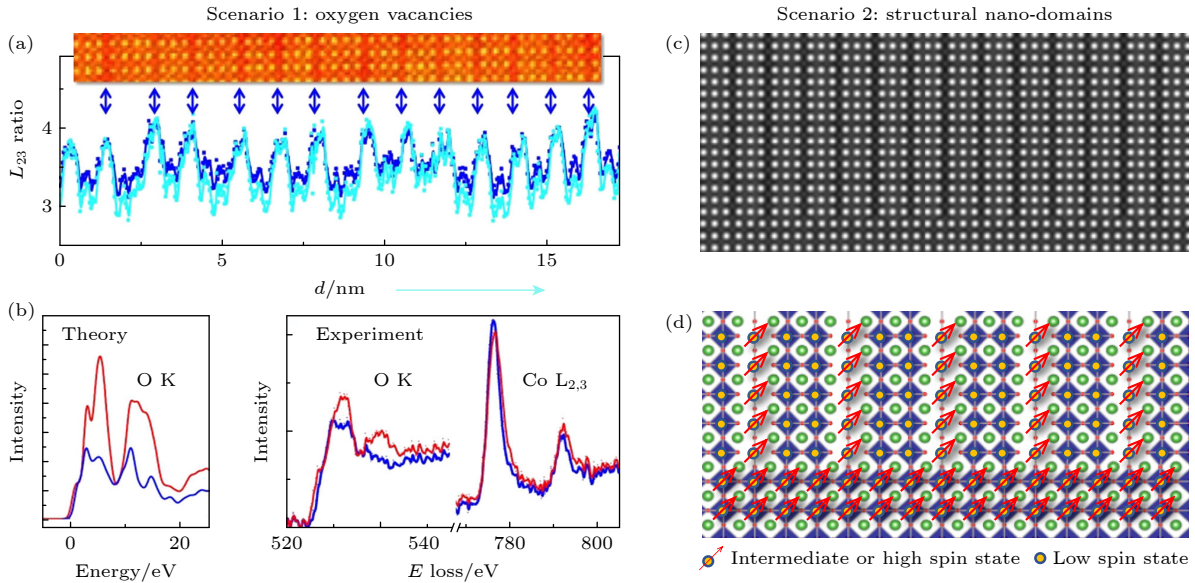 Scenario 1: oxygen vacancies
Scenario 2: structural nano-domains
(a)
(c)
L23 ratio
4
3
0
5
10
15
d/nm
(b)
(d)
Theory
O K
Intensity
0
20
Energy/eV
Experiment
O K
Co L2,3
Intensity
520
540
780
800
E loss/eV
Intermediate or high spin state
Low spin state